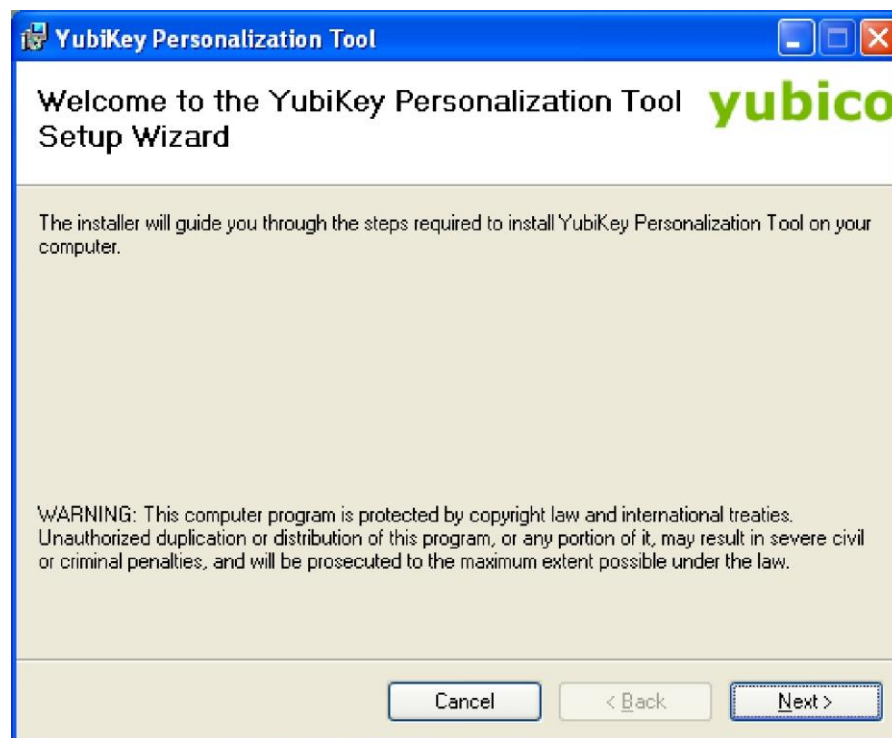 YubiKey Personalization Tool
Welcome to the YubiKey Personalization Tool
Setup Wizard
yubico
The installer will guide you through the steps required to install YubiKey Personalization Tool on your
computer.
WARNING: This computer program is protected by copyright law and international treaties.
Unauthorized duplication or distribution of this program, or any portion of it, may result in severe civil
or criminal penalties, and will be prosecuted to the maximum extent possible under the law.
Cancel < Back Next >